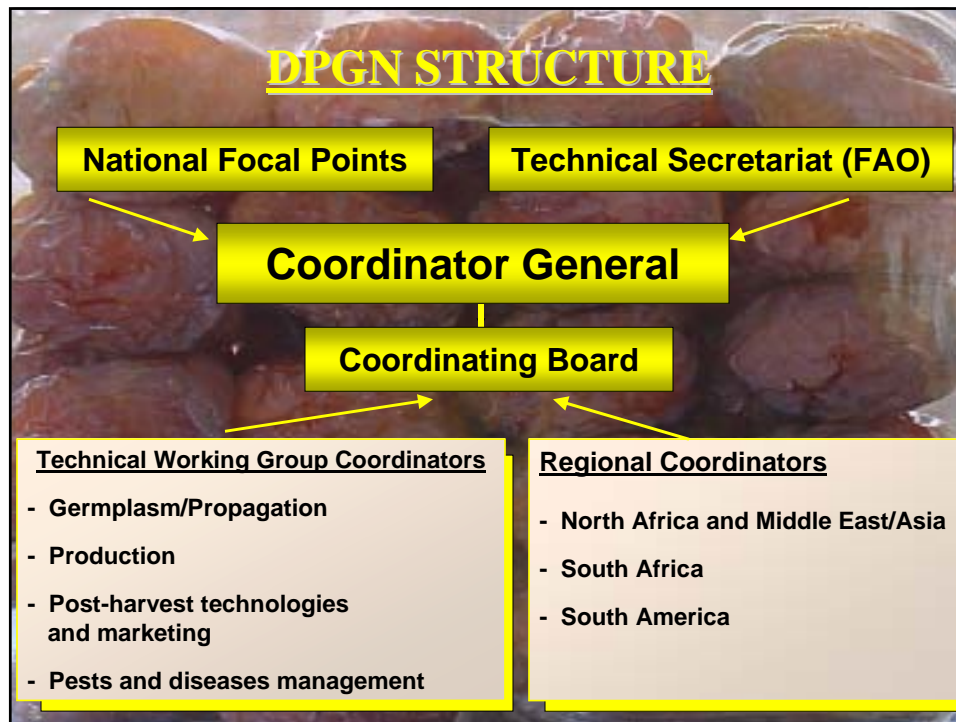 DPGN STRUCTURE
National Focal Points
Technical Secretariat (FAO)
Coordinator General
Coordinating Board
Technical Working Group Coordinators
- Germplasm/Propagation
- Production
- Post-harvest technologies
and marketing
- Pests and diseases management
Regional Coordinators
- North Africa and Middle East/Asia
- South Africa
- South America